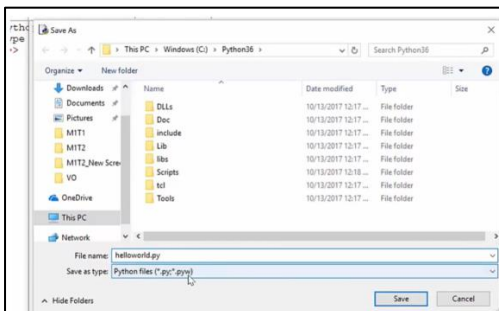 Save As
This PC > Windows (C:) > Python36 >
Search Python36
Organize
New folder
Name
Date modified
Type
Size
Downloads
Documents
Pictures
M1T1
M1T2
M1T2_New Scree
VO
OneDrive
This PC
Network
DLLs 10/13/2017 12:17 ... File folder
Doc 10/13/2017 12:17 ... File folder
include 10/13/2017 12:17 ... File folder
Lib 10/13/2017 12:17 ... File folder
libs 10/13/2017 12:17 ... File folder
Scripts 10/13/2017 12:18 ... File folder
tcl 10/13/2017 12:17 ... File folder
Tools 10/13/2017 12:17 ... File folder
File name: helloworld.py
Save as type: Python files (*.py;*.pyw)
Hide Folders
Save
Cancel